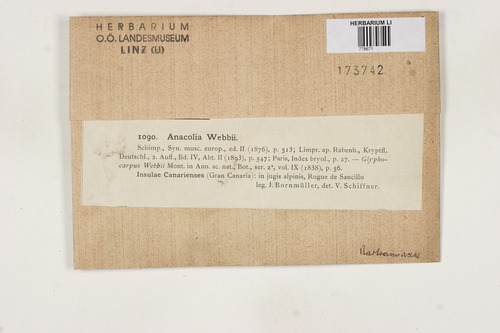 HERBARIUM
O.Ö. LANDESMUSEUM
LINZ (U)
HERBARIUM LI
778671
173742
1090. Anacolia Webbii.
Schimp., Syn. musc. europ., ed. II (1876), p. 513; Limpr. ap. Rabenh., Kryptfl.
Deutschl., 2. Aufl., Bd. IV, Abt. II (1893), p. 547; Paris, Index bryol., p. 27. — Glypho-
carpus Webbii Mont. in Ann. sc. nat., Bot., ser. 2ª, vol. IX (1838), p. 56.
Insulae Canarienses (Gran Canaria): in jugis alpinis, Rogue de Sancillo
leg. J. Bornmüller, det. V. Schiffner.
Bartramiaceae